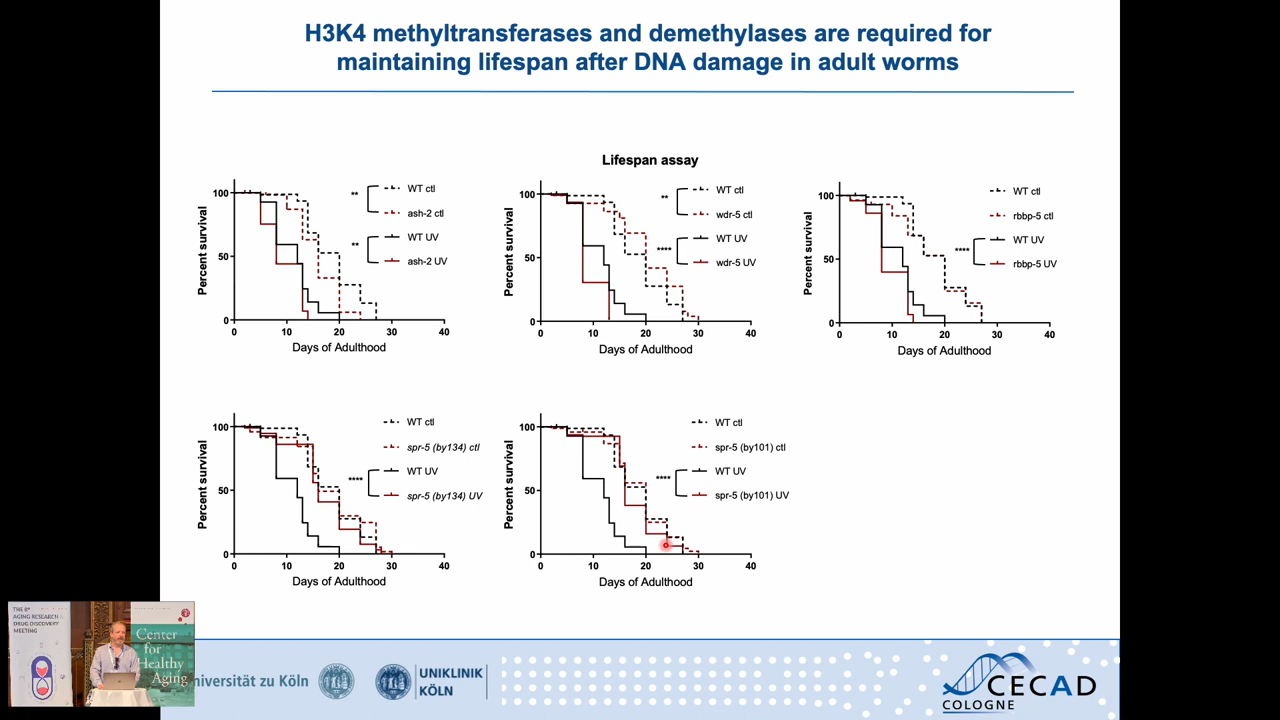 H3K4 methyltransferases and demethylases are required for
maintaining lifespan after DNA damage in adult worms
Lifespan assay
Percent survival
100
50
0
0 10 20 30 40
Days of Adulthood
** WT ctl
ash-2 ctl
** WT UV
ash-2 UV
Percent survival
100
50
0
0 10 20 30 40
Days of Adulthood
** WT ctl
wdr-5 ctl
**** WT UV
wdr-5 UV
Percent survival
100
50
0
0 10 20 30 40
Days of Adulthood
WT ctl
rbbp-5 ctl
**** WT UV
rbbp-5 UV
Percent survival
100
50
0
0 10 20 30 40
Days of Adulthood
WT ctl
spr-5 (by134) ctl
**** WT UV
spr-5 (by134) UV
Percent survival
100
50
0
0 10 20 30 40
Days of Adulthood
WT ctl
spr-5 (by101) ctl
**** WT UV
spr-5 (by101) UV
THE 8th
AGING RESEARCH &
DRUG DISCOVERY
MEETING
Center
for
Healthy
Aging
niversität zu Köln
UNIKLINIK
KÖLN
CECAD
COLOGNE